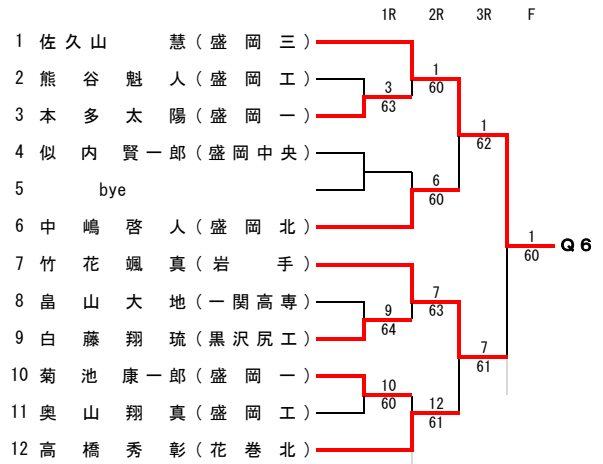 1R 2R 3R F
1 佐久山 慧(盛岡三)
2 熊谷魁人(盛岡工)
3 本多太陽(盛岡一)
4 似内賢一郎(盛岡中央)
5 bye
6 中嶋啓人(盛岡北)
7 竹花颯真(岩 手)
8 畠山大地(一関高専)
9 白藤翔琉(黒沢尻工)
10 菊池康一郎(盛岡一)
11 奥山翔真(盛岡工)
12 高橋秀彰(花巻北)
3
63
9
64
10
60
1
60
6
60
7
63
12
61
1
62
7
61
1
60
Q6